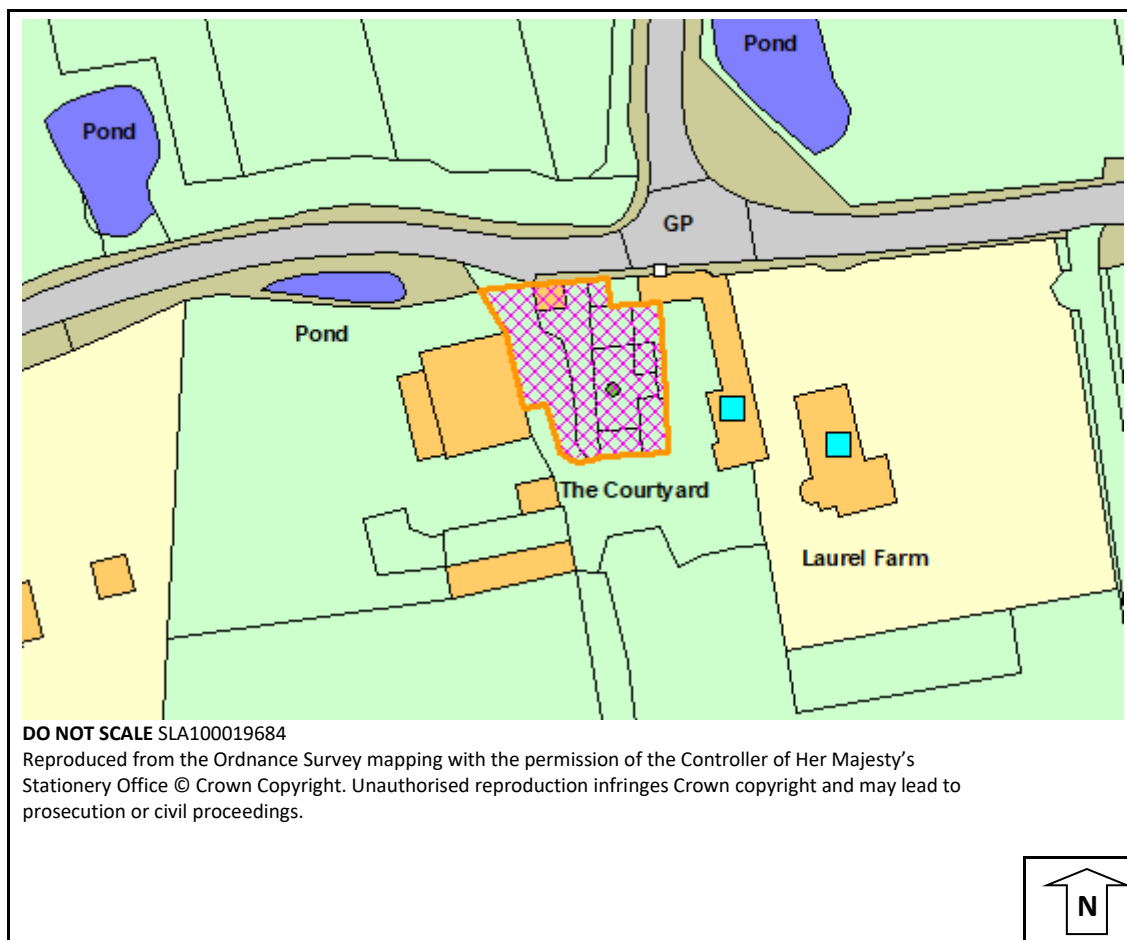 Pond
Pond
GP
Pond
The Courtyard
Laurel Farm
DO NOT SCALE SLA100019684
Reproduced from the Ordnance Survey mapping with the permission of the Controller of Her Majesty’s
Stationery Office © Crown Copyright. Unauthorised reproduction infringes Crown copyright and may lead to
prosecution or civil proceedings.
N